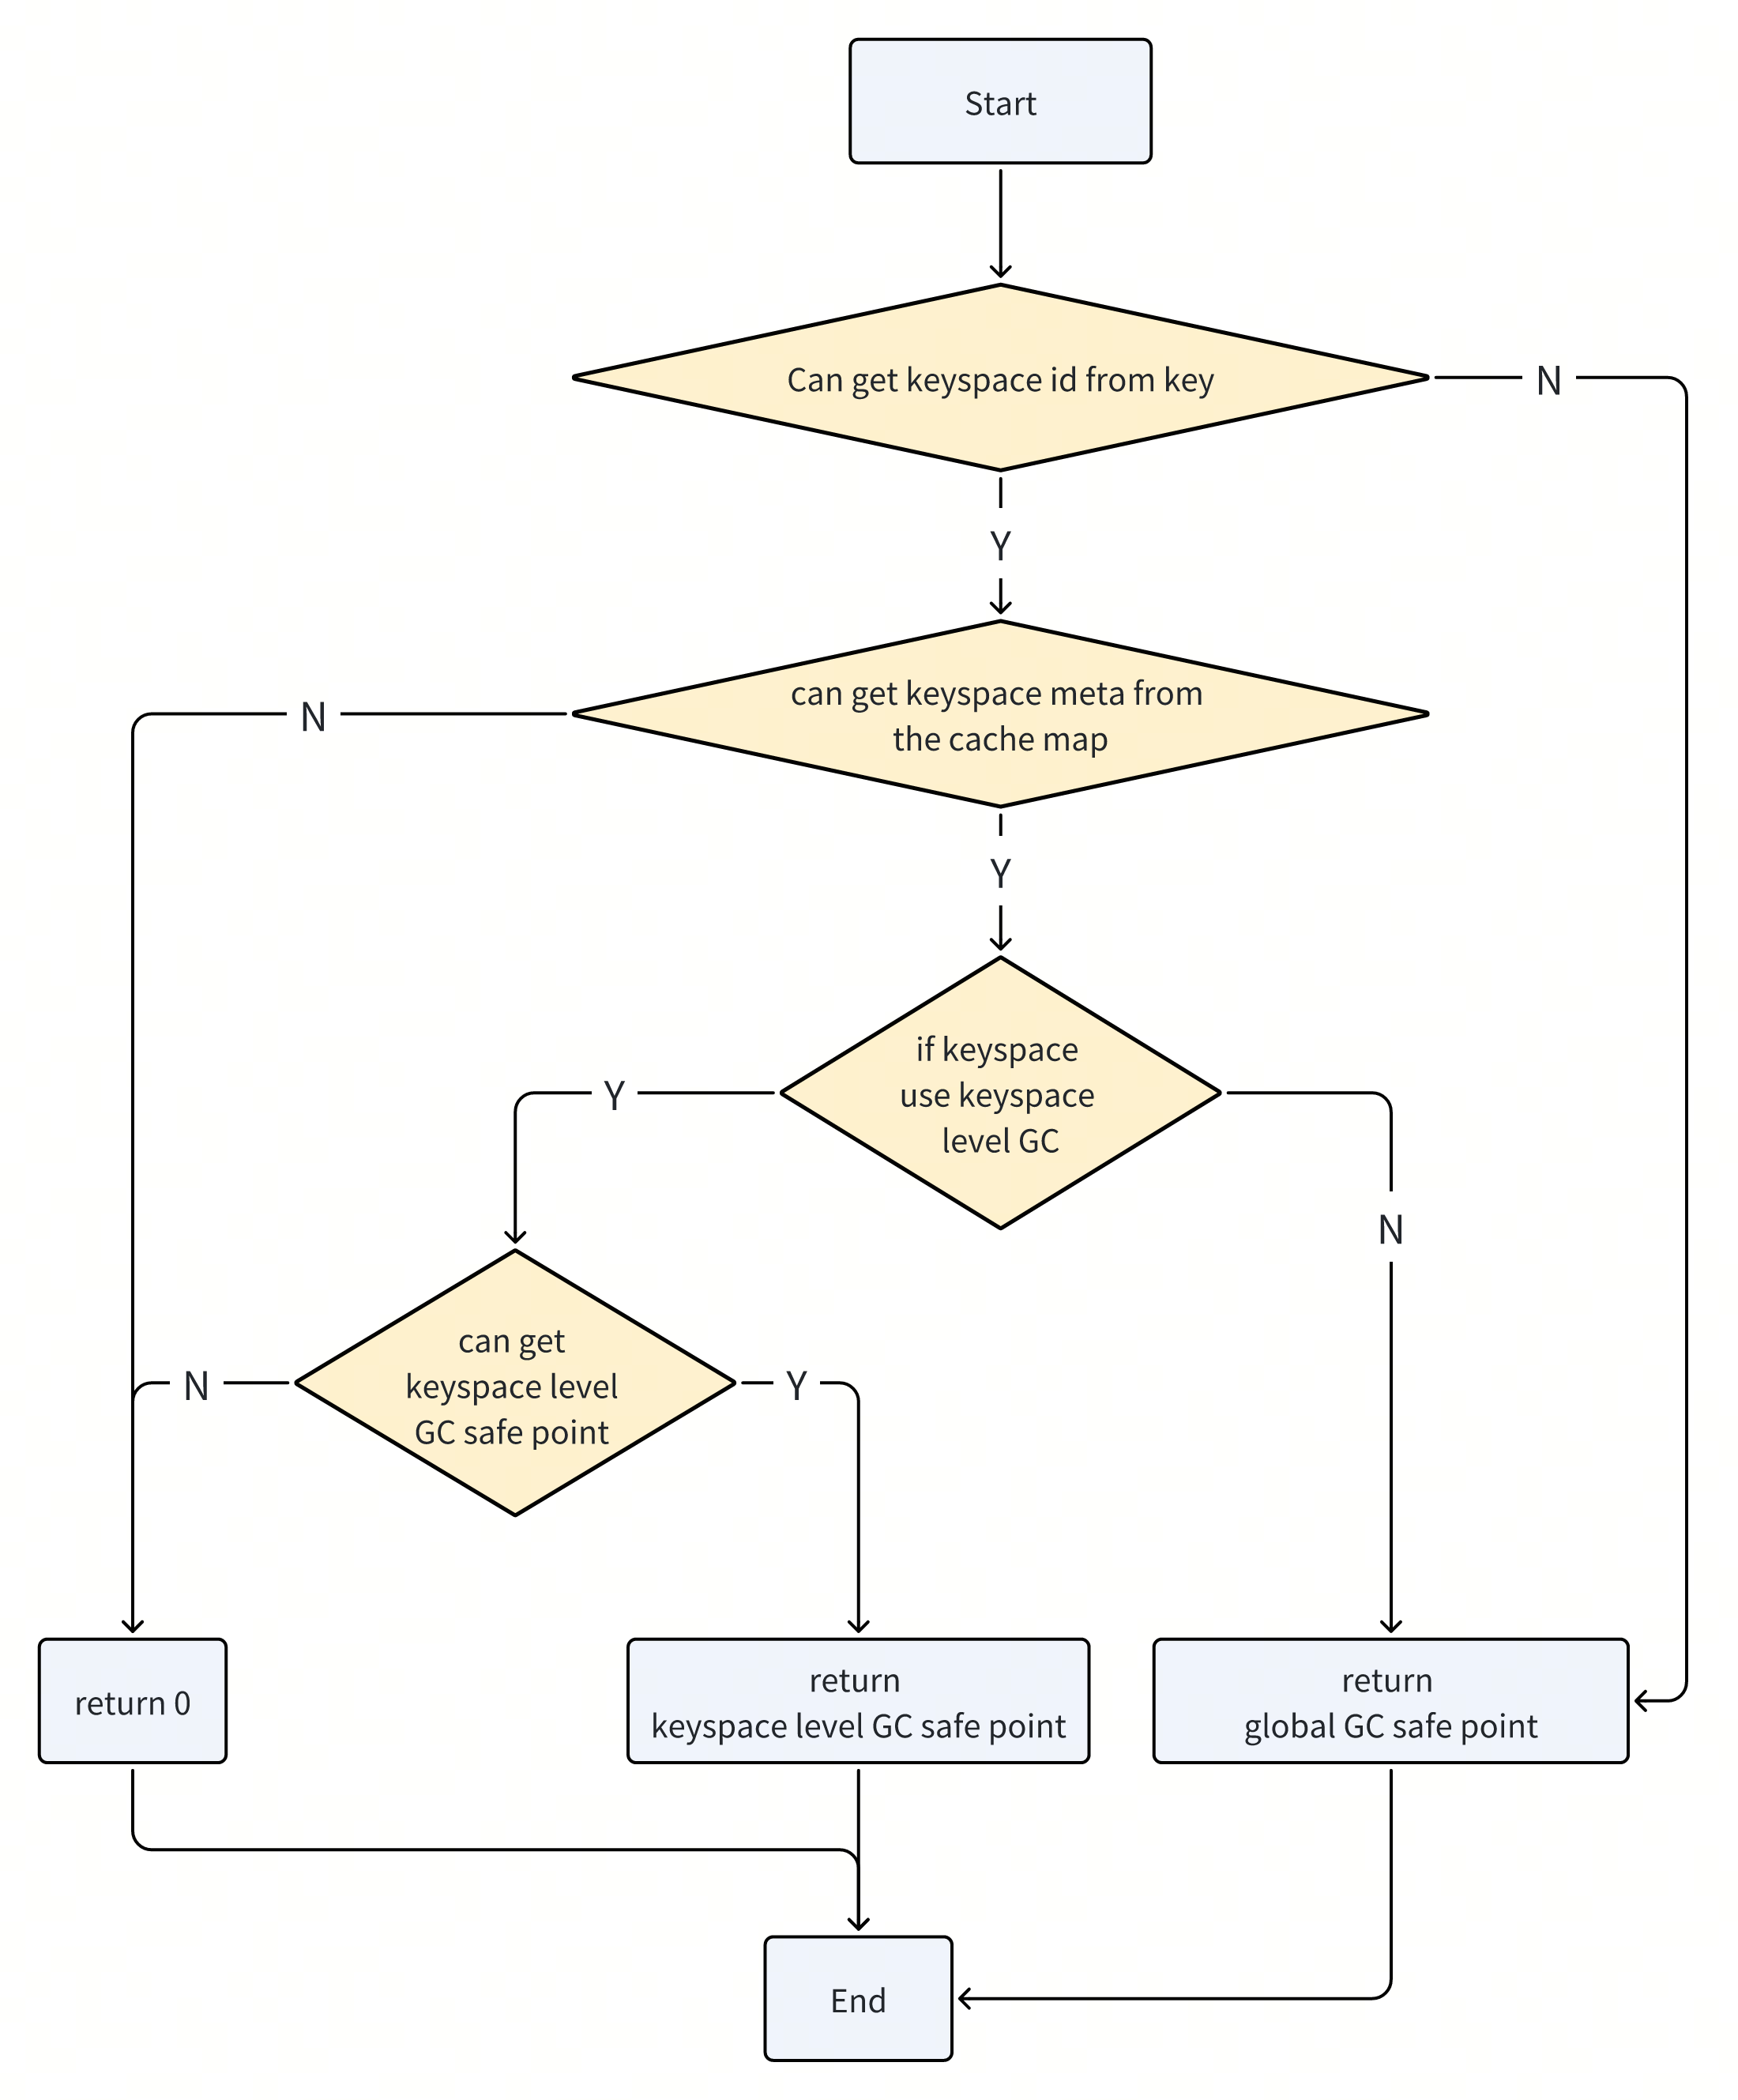 Start
Can get keyspace id from key
N
Y
can get keyspace meta from
the cache map
N
Y
if keyspace
use keyspace
level GC
Y
N
can get
keyspace level
GC safe point
N
Y
return 0
return
keyspace level GC safe point
return
global GC safe point
End